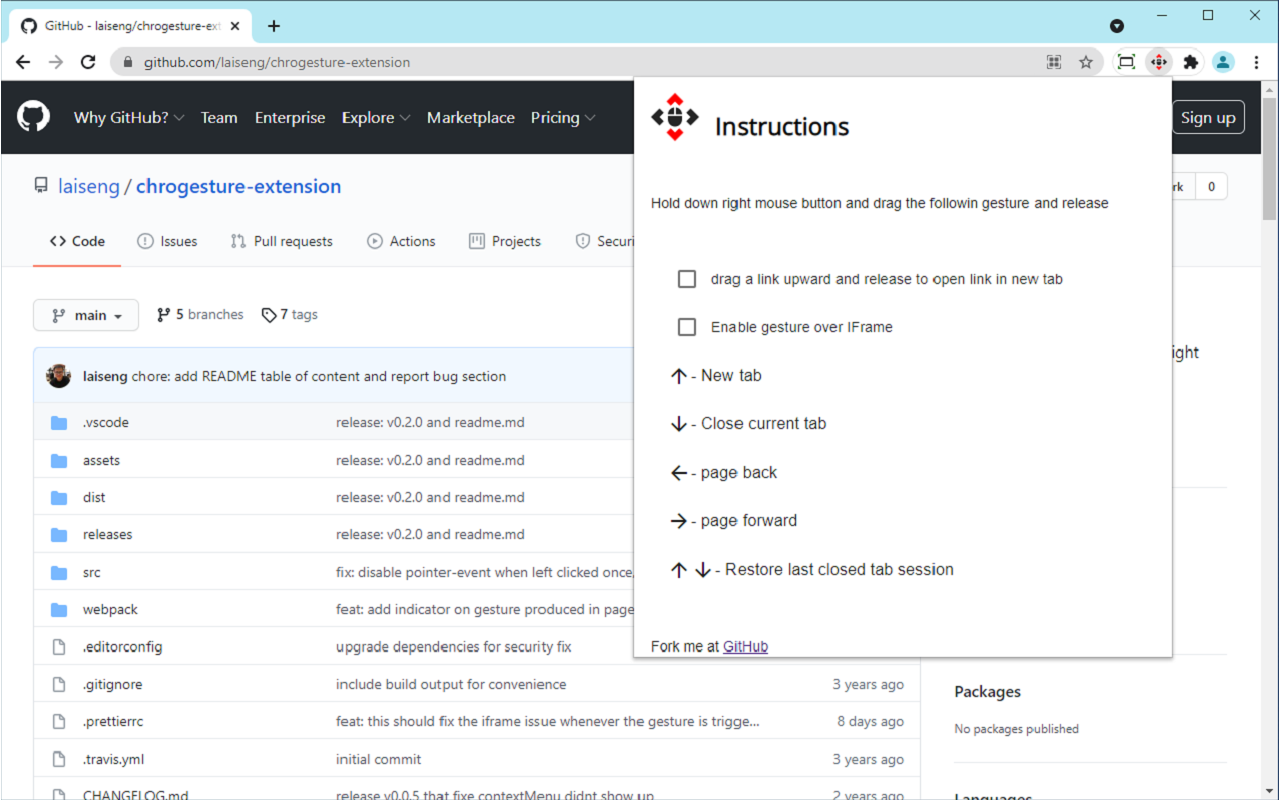 GitHub - laiseng/chrogesture-ext
github.com/laiseng/chrogesture-extension
Why GitHub? Team Enterprise Explore Marketplace Pricing
Sign up
laiseng / chrogesture-extension
rk 0
Code Issues Pull requests Actions Projects Securi
main 5 branches 7 tags
laiseng chore: add README table of content and report bug section
.vscode release: v0.2.0 and readme.md
assets release: v0.2.0 and readme.md
dist release: v0.2.0 and readme.md
releases release: v0.2.0 and readme.md
src fix: disable pointer-event when left clicked once,
webpack feat: add indicator on gesture produced in page
.editorconfig upgrade dependencies for security fix
.gitignore include build output for convenience 3 years ago
.prettierrc feat: this should fix the iframe issue whenever the gesture is trigge... 8 days ago
.travis.yml initial commit 3 years ago
CHANGELOG.md release v0.0.5 that fixe contextMenu didnt show up 2 years ago
Instructions
Hold down right mouse button and drag the followin gesture and release
drag a link upward and release to open link in new tab
Enable gesture over IFrame
↑ - New tab
↓ - Close current tab
← - page back
→ - page forward
↑ ↓ - Restore last closed tab session
Fork me at GitHub
ight
Packages
No packages published
Languages